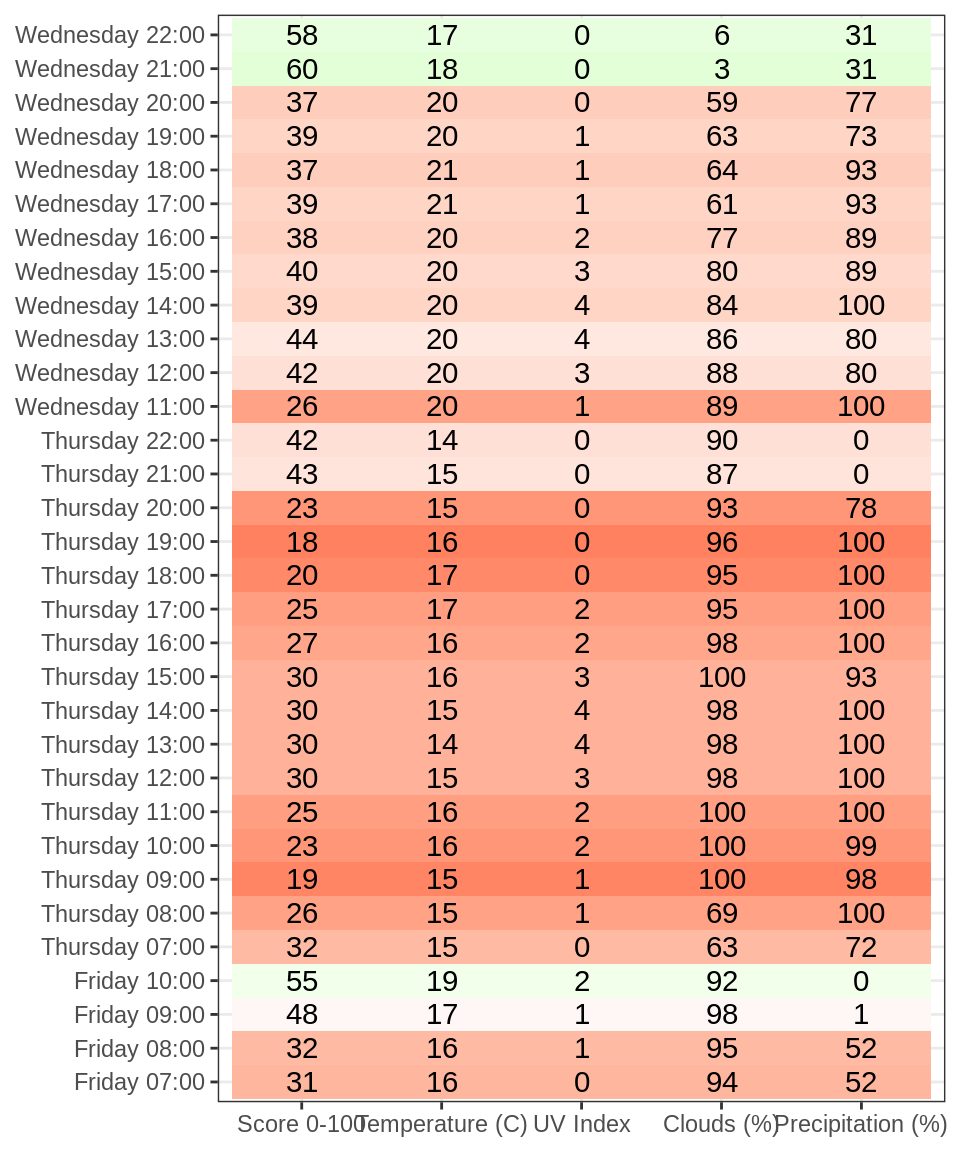 Wednesday 22:00 58 17 0 6 31
Wednesday 21:00 60 18 0 3 31
Wednesday 20:00 37 20 0 59 77
Wednesday 19:00 39 20 1 63 73
Wednesday 18:00 37 21 1 64 93
Wednesday 17:00 39 21 1 61 93
Wednesday 16:00 38 20 2 77 89
Wednesday 15:00 40 20 3 80 89
Wednesday 14:00 39 20 4 84 100
Wednesday 13:00 44 20 4 86 80
Wednesday 12:00 42 20 3 88 80
Wednesday 11:00 26 20 1 89 100
Thursday 22:00 42 14 0 90 0
Thursday 21:00 43 15 0 87 0
Thursday 20:00 23 15 0 93 78
Thursday 19:00 18 16 0 96 100
Thursday 18:00 20 17 0 95 100
Thursday 17:00 25 17 2 95 100
Thursday 16:00 27 16 2 98 100
Thursday 15:00 30 16 3 100 93
Thursday 14:00 30 15 4 98 100
Thursday 13:00 30 14 4 98 100
Thursday 12:00 30 15 3 98 100
Thursday 11:00 25 16 2 100 100
Thursday 10:00 23 16 2 100 99
Thursday 09:00 19 15 1 100 98
Thursday 08:00 26 15 1 69 100
Thursday 07:00 32 15 0 63 72
Friday 10:00 55 19 2 92 0
Friday 09:00 48 17 1 98 1
Friday 08:00 32 16 1 95 52
Friday 07:00 31 16 0 94 52
Score 0-100 Temperature (C) UV Index Clouds (%) Precipitation (%)